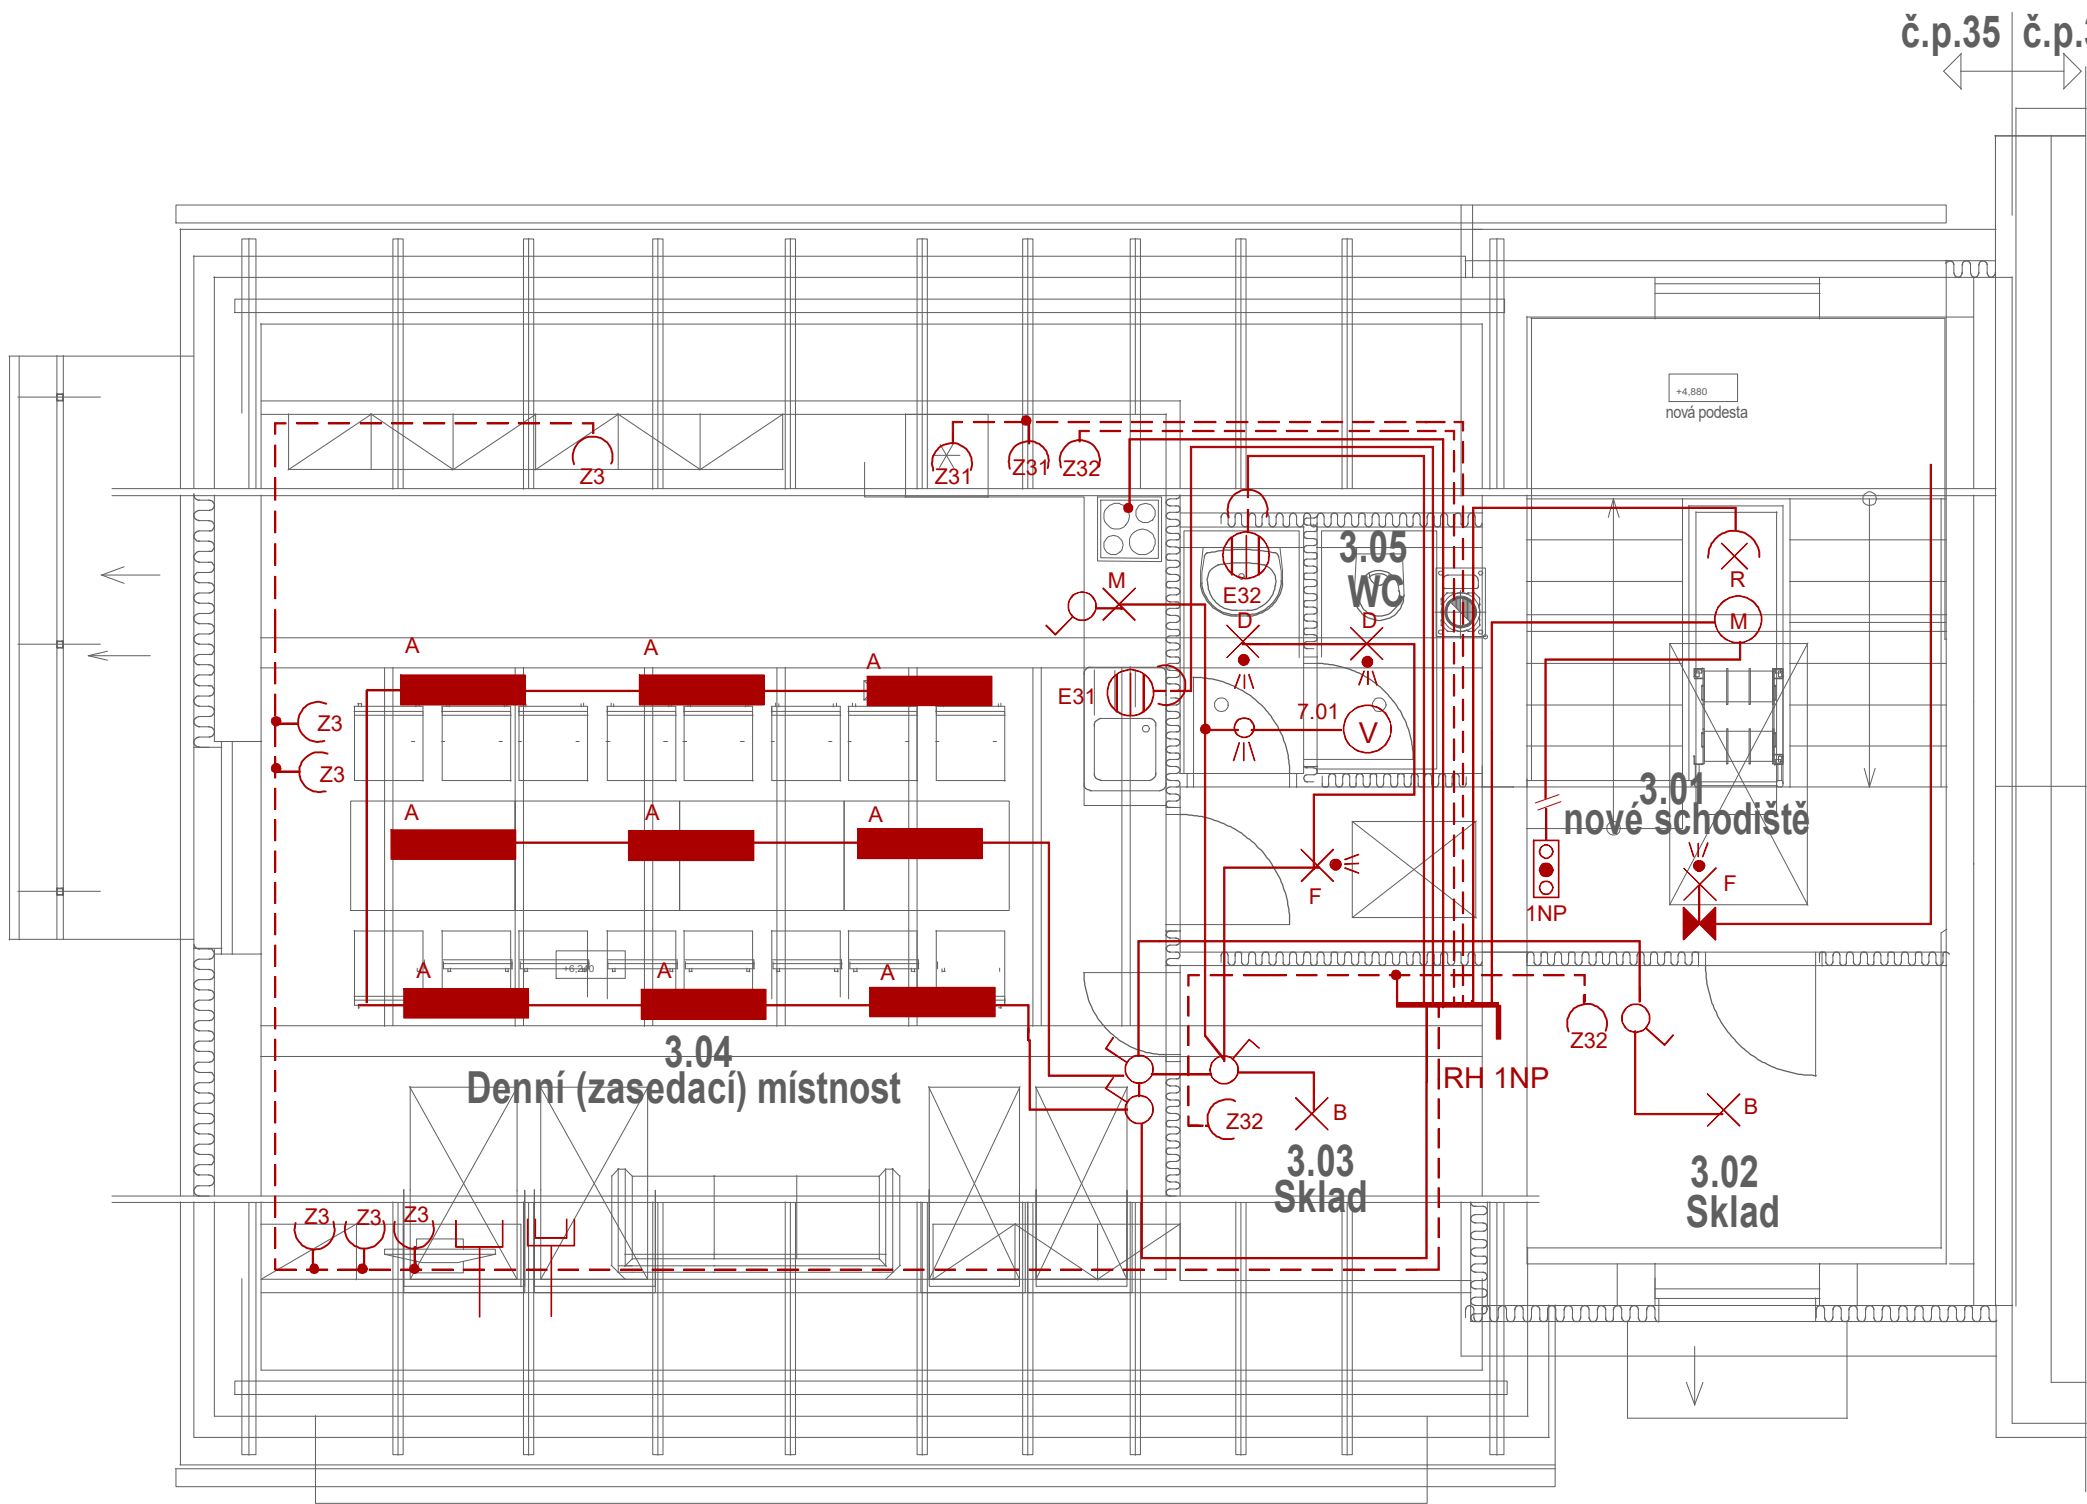 č.p.35 č.p.
+4,880
nová podesta
Z3
Z31
Z31
Z32
3.05
WC
R
M
M
E32
D
D
A
A
A
E31
Z3
7.01
V
Z3
3.01
nové schodiště
A
A
A
F
F
1NP
+6,240
A
A
A
3.04
Denní (zasedací) místnost
Z32
RH 1NP
Z32
B
B
3.03
Sklad
3.02
Sklad
Z3
Z3
Z3